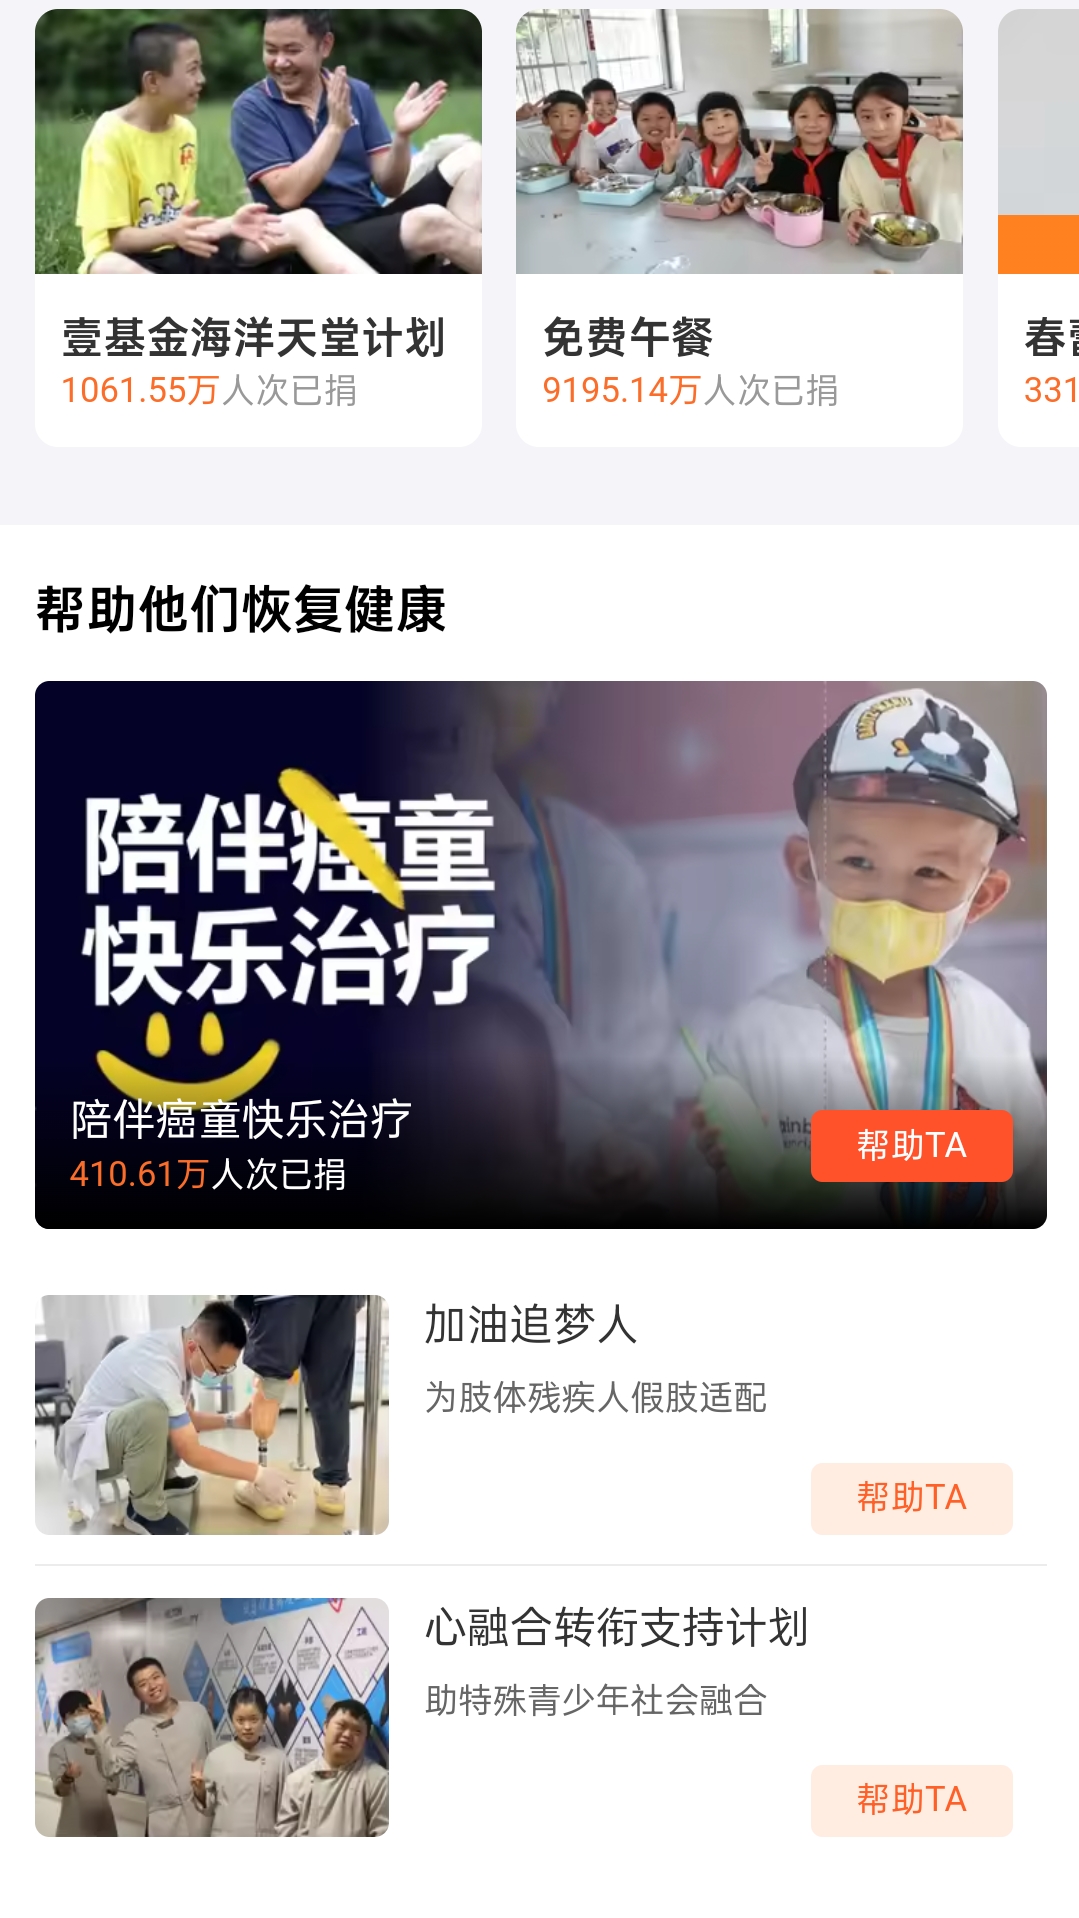 壹基金海洋天堂计划
1061.55万人次已捐
免费午餐
9195.14万人次已捐
春
331
帮助他们恢复健康
陪伴癌童
快乐治疗
陪伴癌童快乐治疗
410.61万人次已捐
帮助TA
加油追梦人
为肢体残疾人假肢适配
帮助TA
心融合转衔支持计划
助特殊青少年社会融合
帮助TA